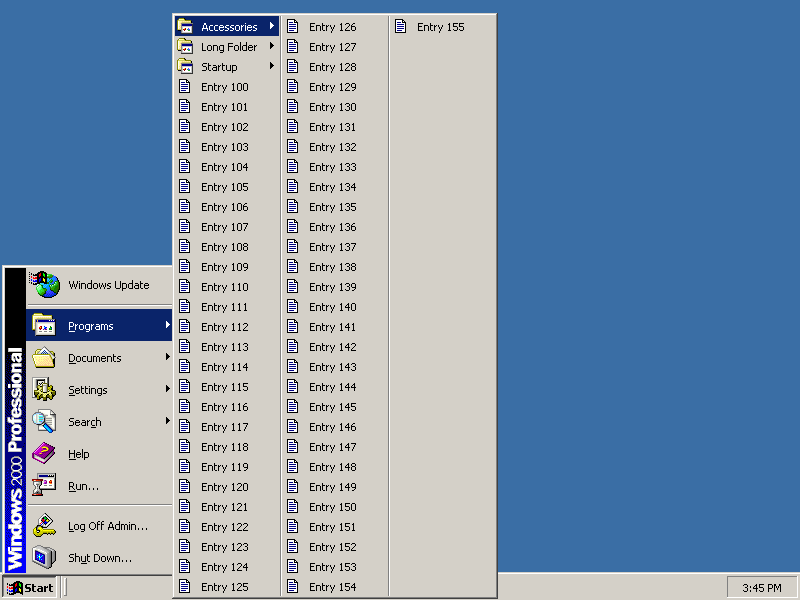 Accessories
Long Folder
Startup
Entry 100
Entry 101
Entry 102
Entry 103
Entry 104
Entry 105
Entry 106
Entry 107
Entry 108
Entry 109
Entry 110
Entry 111
Entry 112
Entry 113
Entry 114
Entry 115
Entry 116
Entry 117
Entry 118
Entry 119
Entry 120
Entry 121
Entry 122
Entry 123
Entry 124
Entry 125
Entry 126
Entry 127
Entry 128
Entry 129
Entry 130
Entry 131
Entry 132
Entry 133
Entry 134
Entry 135
Entry 136
Entry 137
Entry 138
Entry 139
Entry 140
Entry 141
Entry 142
Entry 143
Entry 144
Entry 145
Entry 146
Entry 147
Entry 148
Entry 149
Entry 150
Entry 151
Entry 152
Entry 153
Entry 154
Entry 155
Windows Update
Programs
Documents
Settings
Search
Help
Run...
Log Off Admin...
Shut Down...
Windows 2000 Professional
Start
3:45 PM